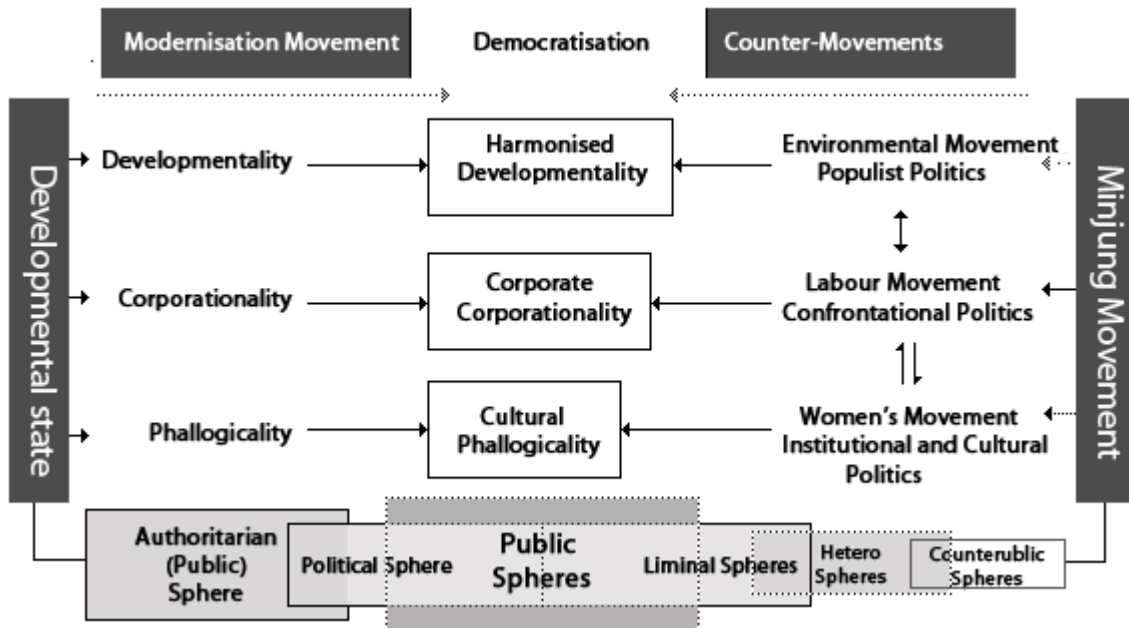 Modernisation Movement
Democratisation
Counter-Movements
Developmental state
Minjung Movement
Developmentality
Harmonised
Developmentality
Environmental Movement
Populist Politics
Corporationality
Corporate
Corporationality
Labour Movement
Confrontational Politics
Phallogicality
Cultural
Phallogicality
Women's Movement
Institutional and Cultural
Politics
Authoritarian
(Public)
Sphere
Political Sphere
Public
Spheres
Liminal Spheres
Hetero
Spheres
Counterublic
Spheres